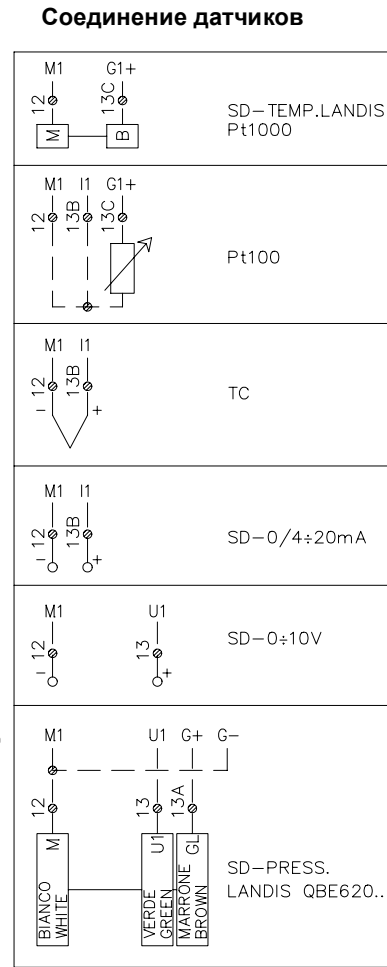 Соединение датчиков
M1 G1+
12 13C
M B
SD-TEMP.LANDIS
Pt1000
M1 I1 G1+
12 13B 13C
Pt100
M1 I1
12 13B
- +
TC
M1 I1
12 13B
- +
SD-0/4÷20mA
M1 U1
12 13
- +
SD-0÷10V
M1 U1 G+ G-
12 13 13A
M U1 GL
BIANCO
WHITE
VERDE
GREEN
MARRONE
BROWN
SD-PRESS.
LANDIS QBE620..